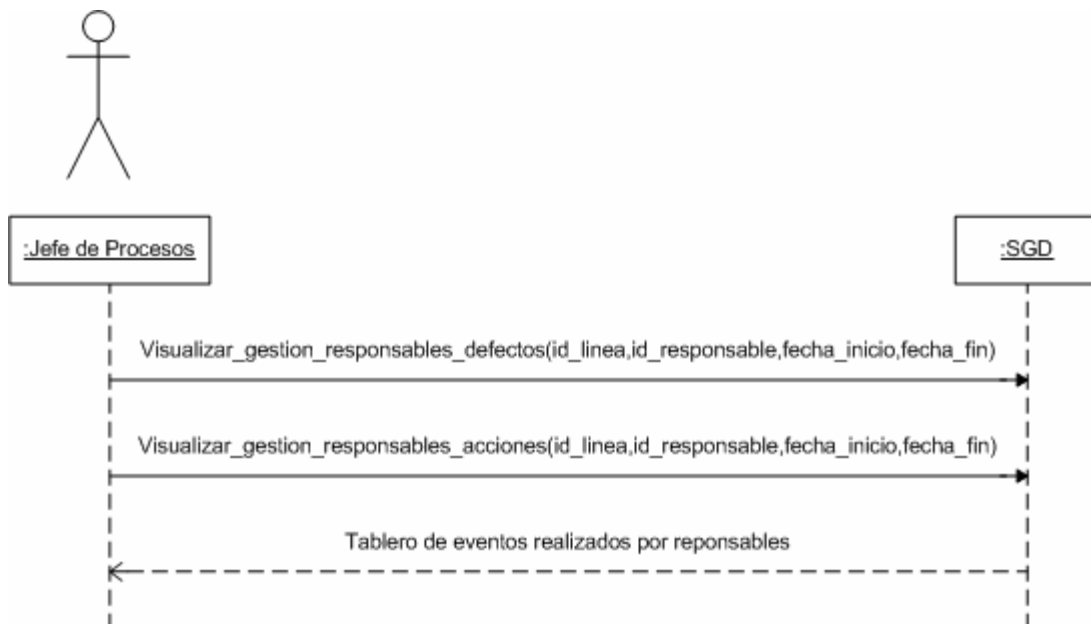 :Jefe de Procesos
:SGD
Visualizar_gestion_responsables_defectos(id_linea,id_responsable,fecha_inicio,fecha_fin)
Visualizar_gestion_responsables_acciones(id_linea,id_responsable,fecha_inicio,fecha_fin)
Tablero de eventos realizados por reponsables